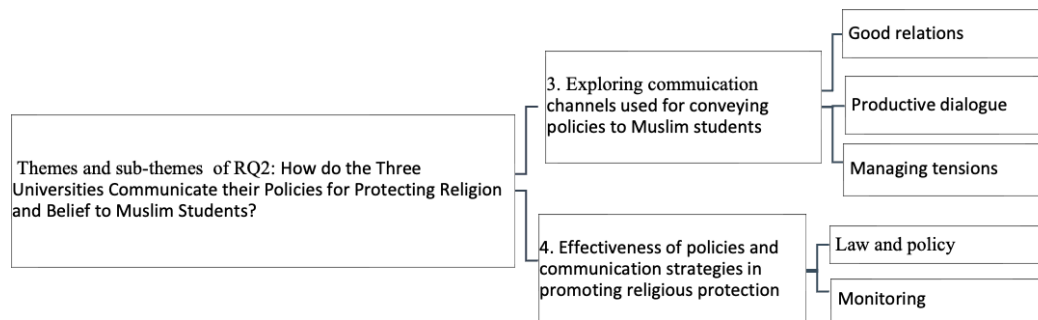 Themes and sub-themes of RQ2: How do the Three
Universities Communicate their Policies for Protecting Religion
and Belief to Muslim Students?
3. Exploring commuication
channels used for conveying
policies to Muslim students
Good relations
Productive dialogue
Managing tensions
4. Effectiveness of policies and
communication strategies in
promoting religious protection
Law and policy
Monitoring